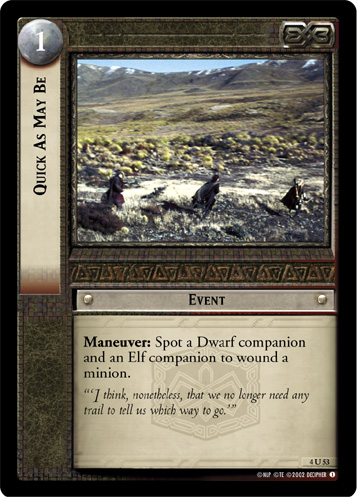 1
QUICK AS MAY BE
EVENT
Maneuver: Spot a Dwarf companion
and an Elf companion to wound a
minion.
“‘I think, nonetheless, that we no longer need any
trail to tell us which way to go.’”
4 U 53
©NLP ©TE ©2002 DECIPHER